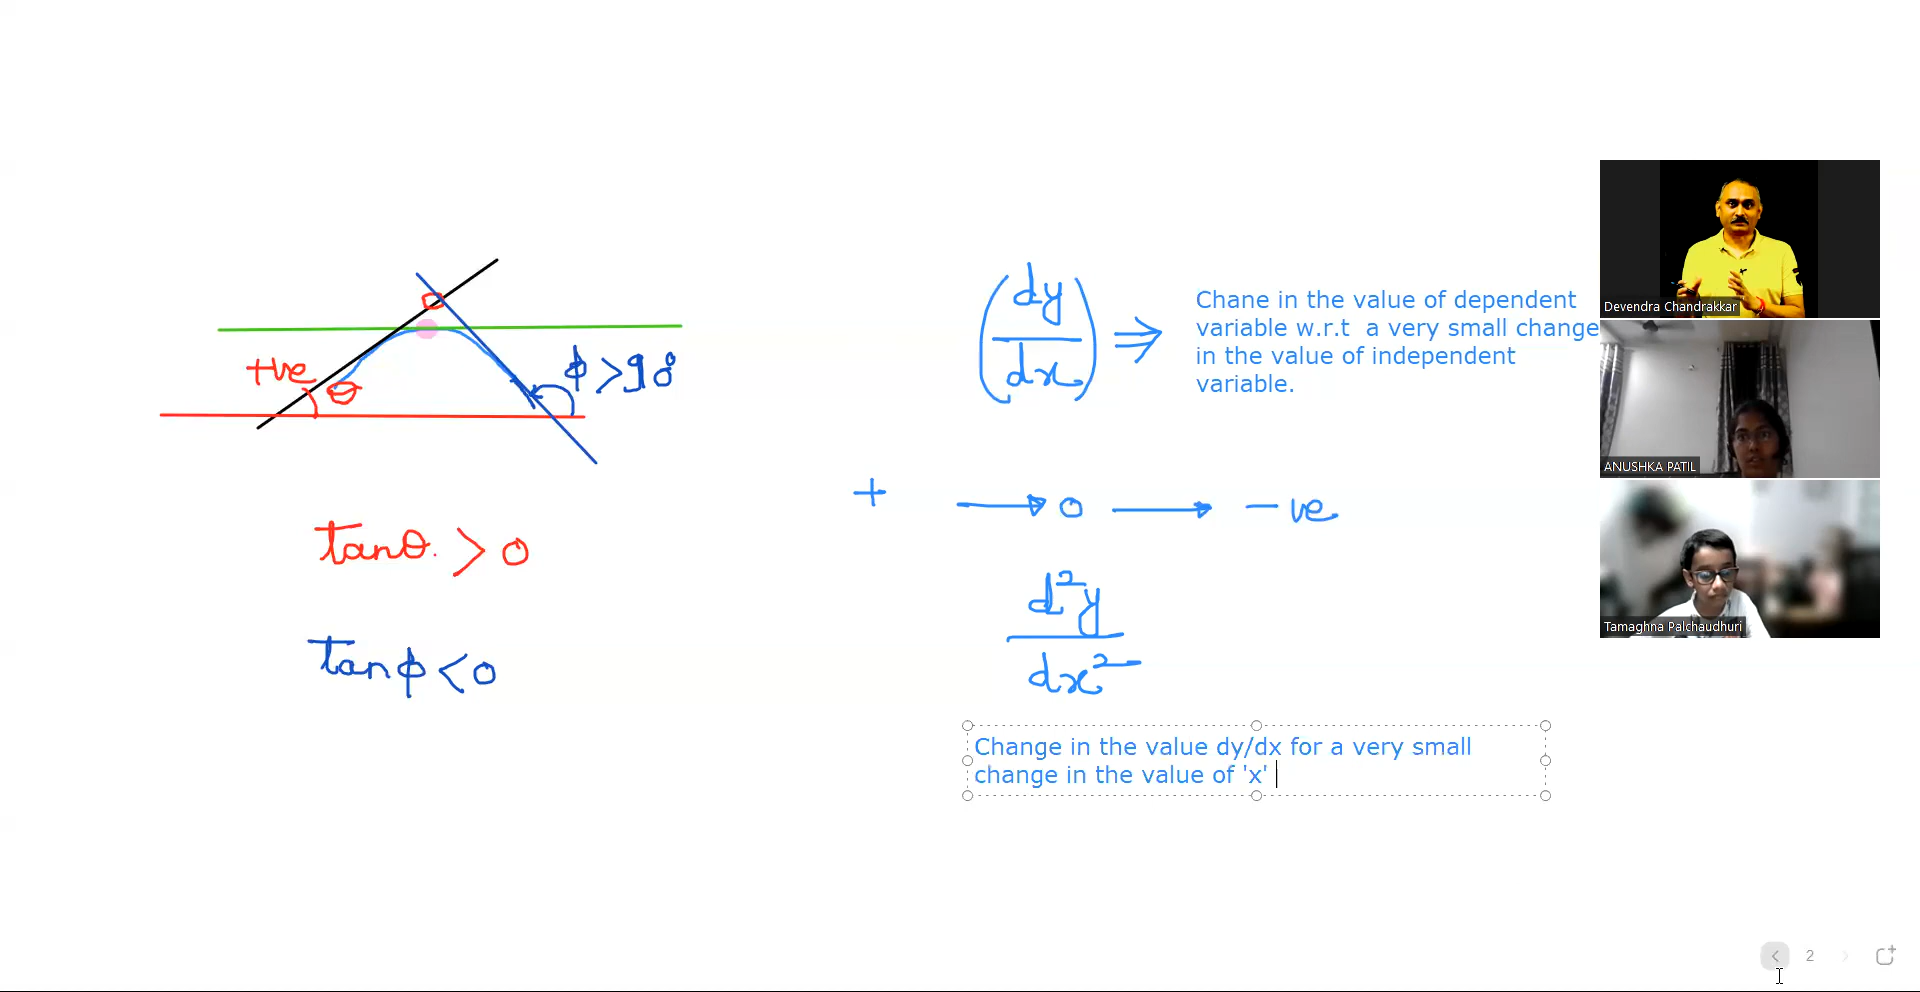 +ve
θ
0
ϕ > 90°
tanθ. > 0
tanϕ < 0
(dy/dx) ⇒
Chane in the value of dependent
variable w.r.t a very small change
in the value of independent
variable.
+ → 0 → -ve
d²y
dx²
Change in the value dy/dx for a very small
change in the value of 'x'
Devendra Chandrakkar
ANUSHKA PATIL
Tamaghna Palchaudhuri
2